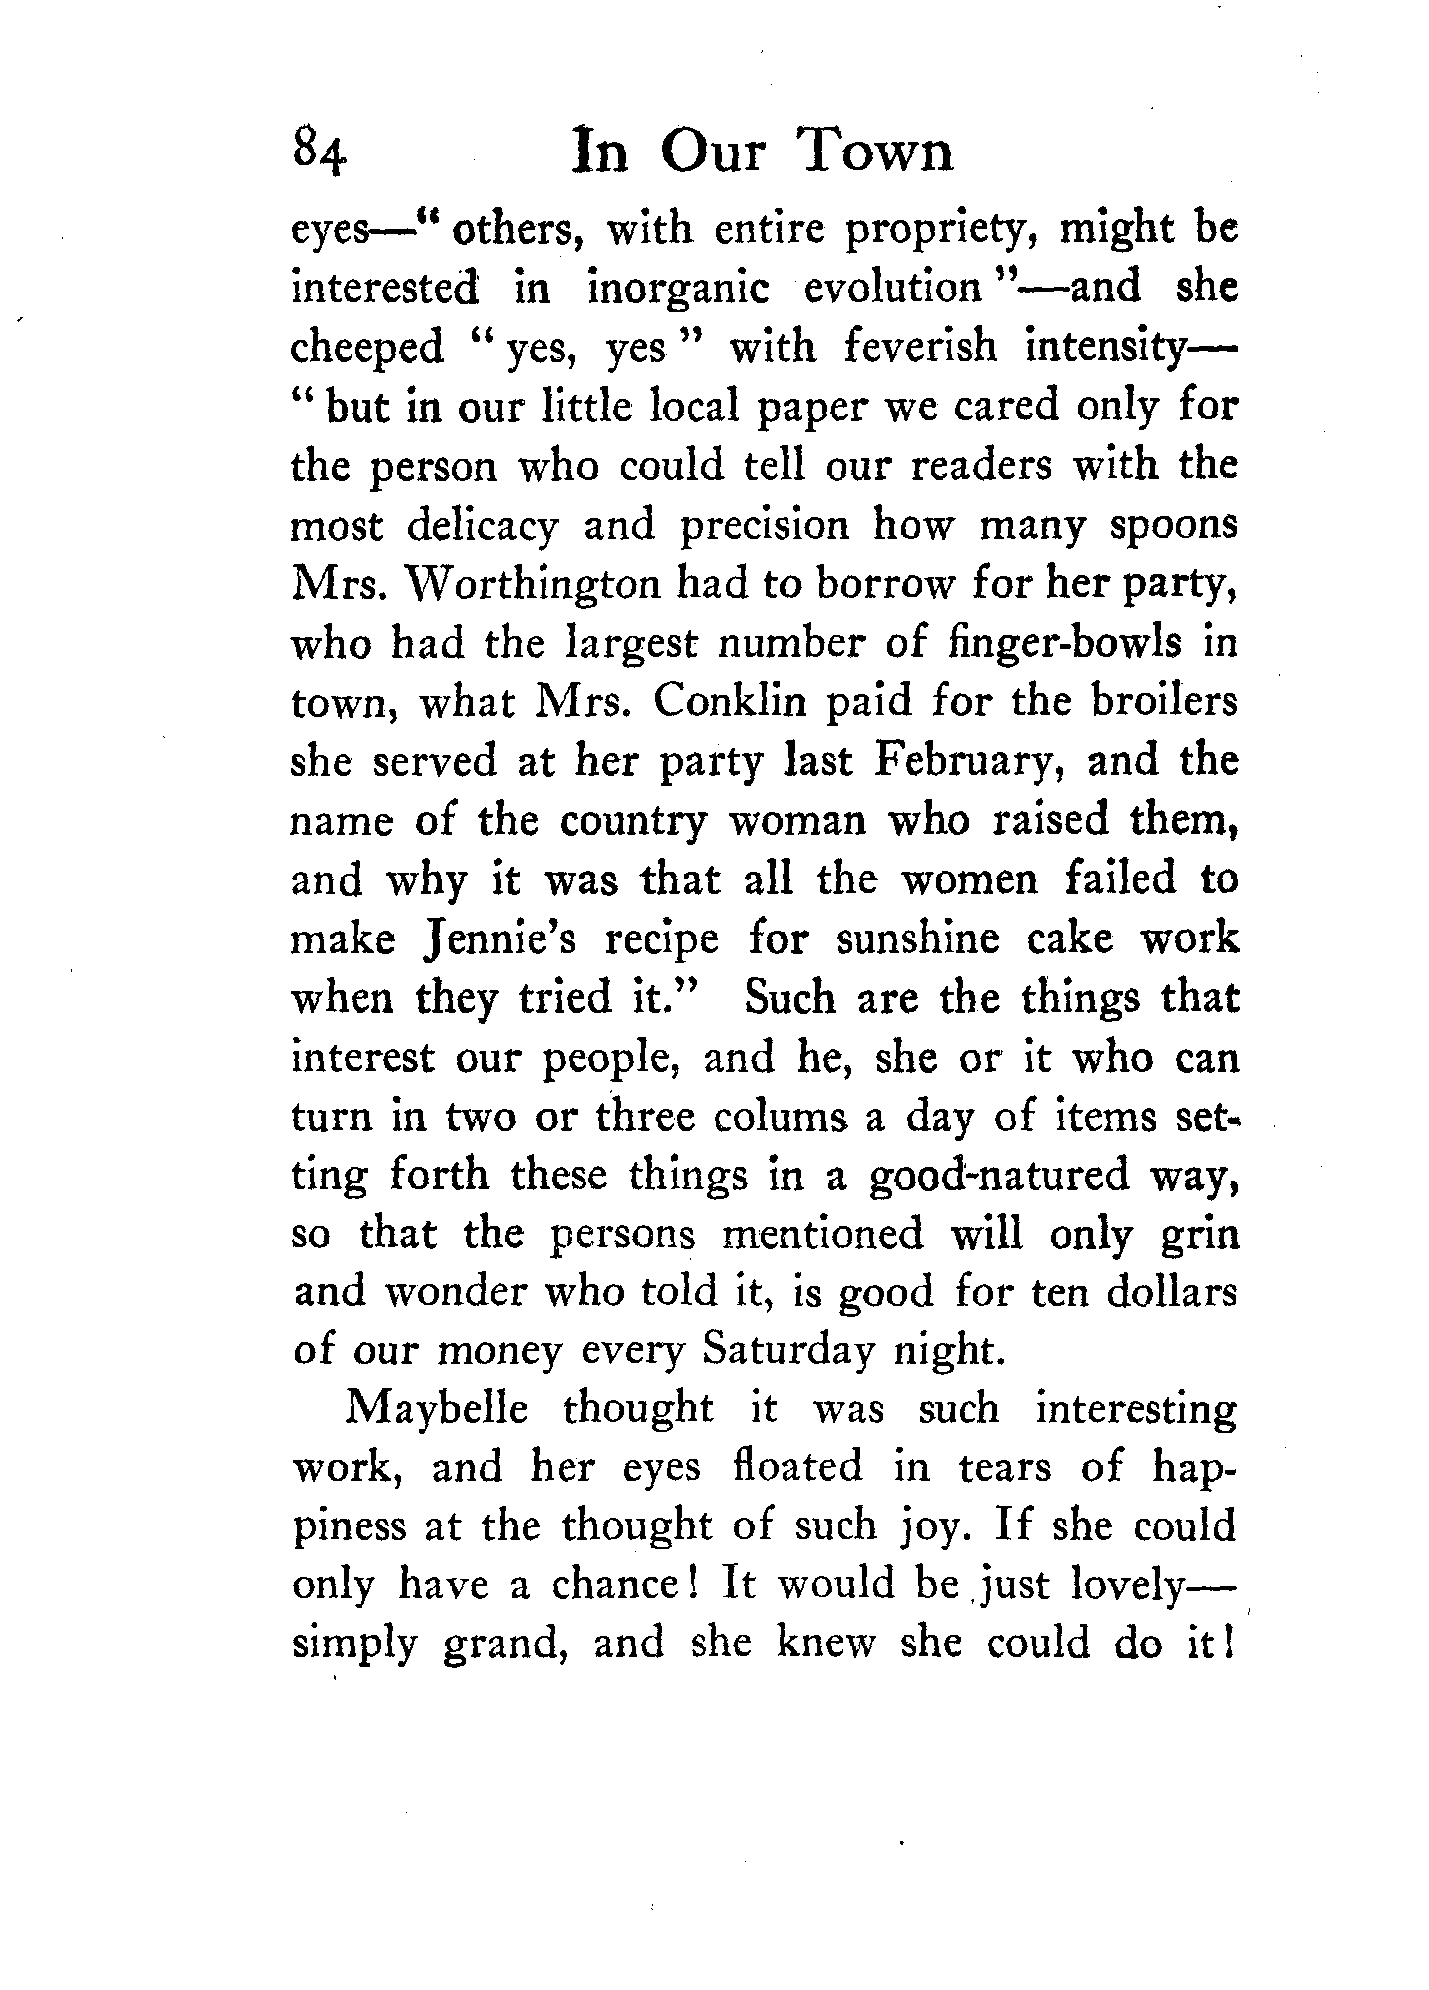 84 In Our Town
eyes—“ others, with entire propriety, might be
interested in inorganic evolution ”—and she
cheeped “ yes, yes ” with feverish intensity—
“ but in our little local paper we cared only for
the person who could tell our readers with the
most delicacy and precision how many spoons
Mrs. Worthington had to borrow for her party,
who had the largest number of finger-bowls in
town, what Mrs. Conklin paid for the broilers
she served at her party last February, and the
name of the country woman who raised them,
and why it was that all the women failed to
make Jennie’s recipe for sunshine cake work
when they tried it.” Such are the things that
interest our people, and he, she or it who can
turn in two or three colums a day of items set-
ting forth these things in a good-natured way,
so that the persons mentioned will only grin
and wonder who told it, is good for ten dollars
of our money every Saturday night.
Maybelle thought it was such interesting
work, and her eyes floated in tears of hap-
piness at the thought of such joy. If she could
only have a chance! It would be just lovely—
simply grand, and she knew she could do it!